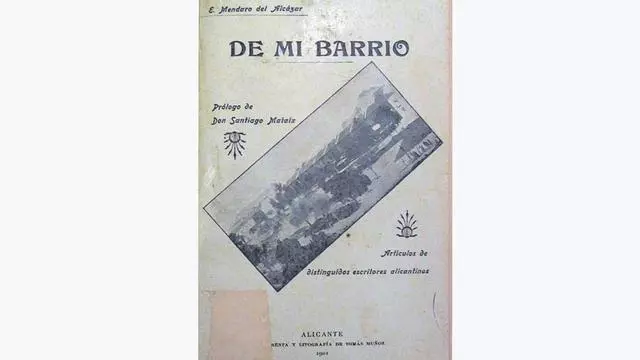 E. Mendaro del Alcázar
DE MI BARRIO
Prólogo de
Don Santiago Mataix
Artículos de
distinguidos escritores alicantinos
ALICANTE
Y LITOGRAFÍA DE TOMÁS MUÑOZ
1901